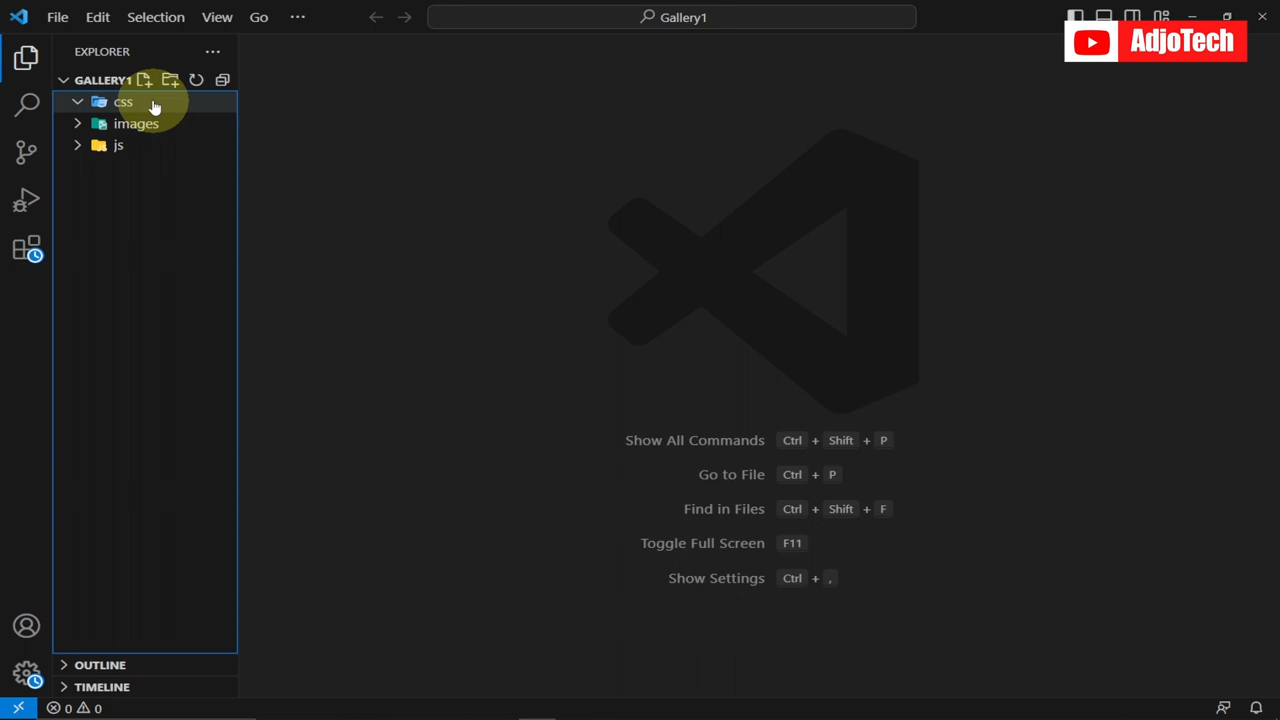 File Edit Selection View Go ··· Gallery1
AdjoTech
EXPLORER ···
GALLERY1
css
images
js
Show All Commands Ctrl + Shift + P
Go to File Ctrl + P
Find in Files Ctrl + Shift + F
Toggle Full Screen F11
Show Settings Ctrl + ,
OUTLINE
TIMELINE
0 0